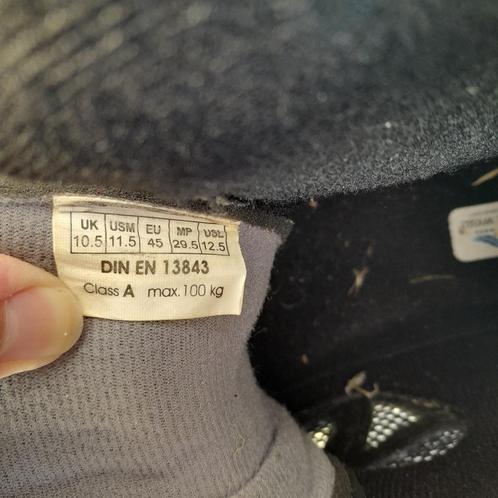 UK USM EU MP USL
10.5 11.5 45 29.5 12.5
DIN EN 13843
Class A max. 100 kg